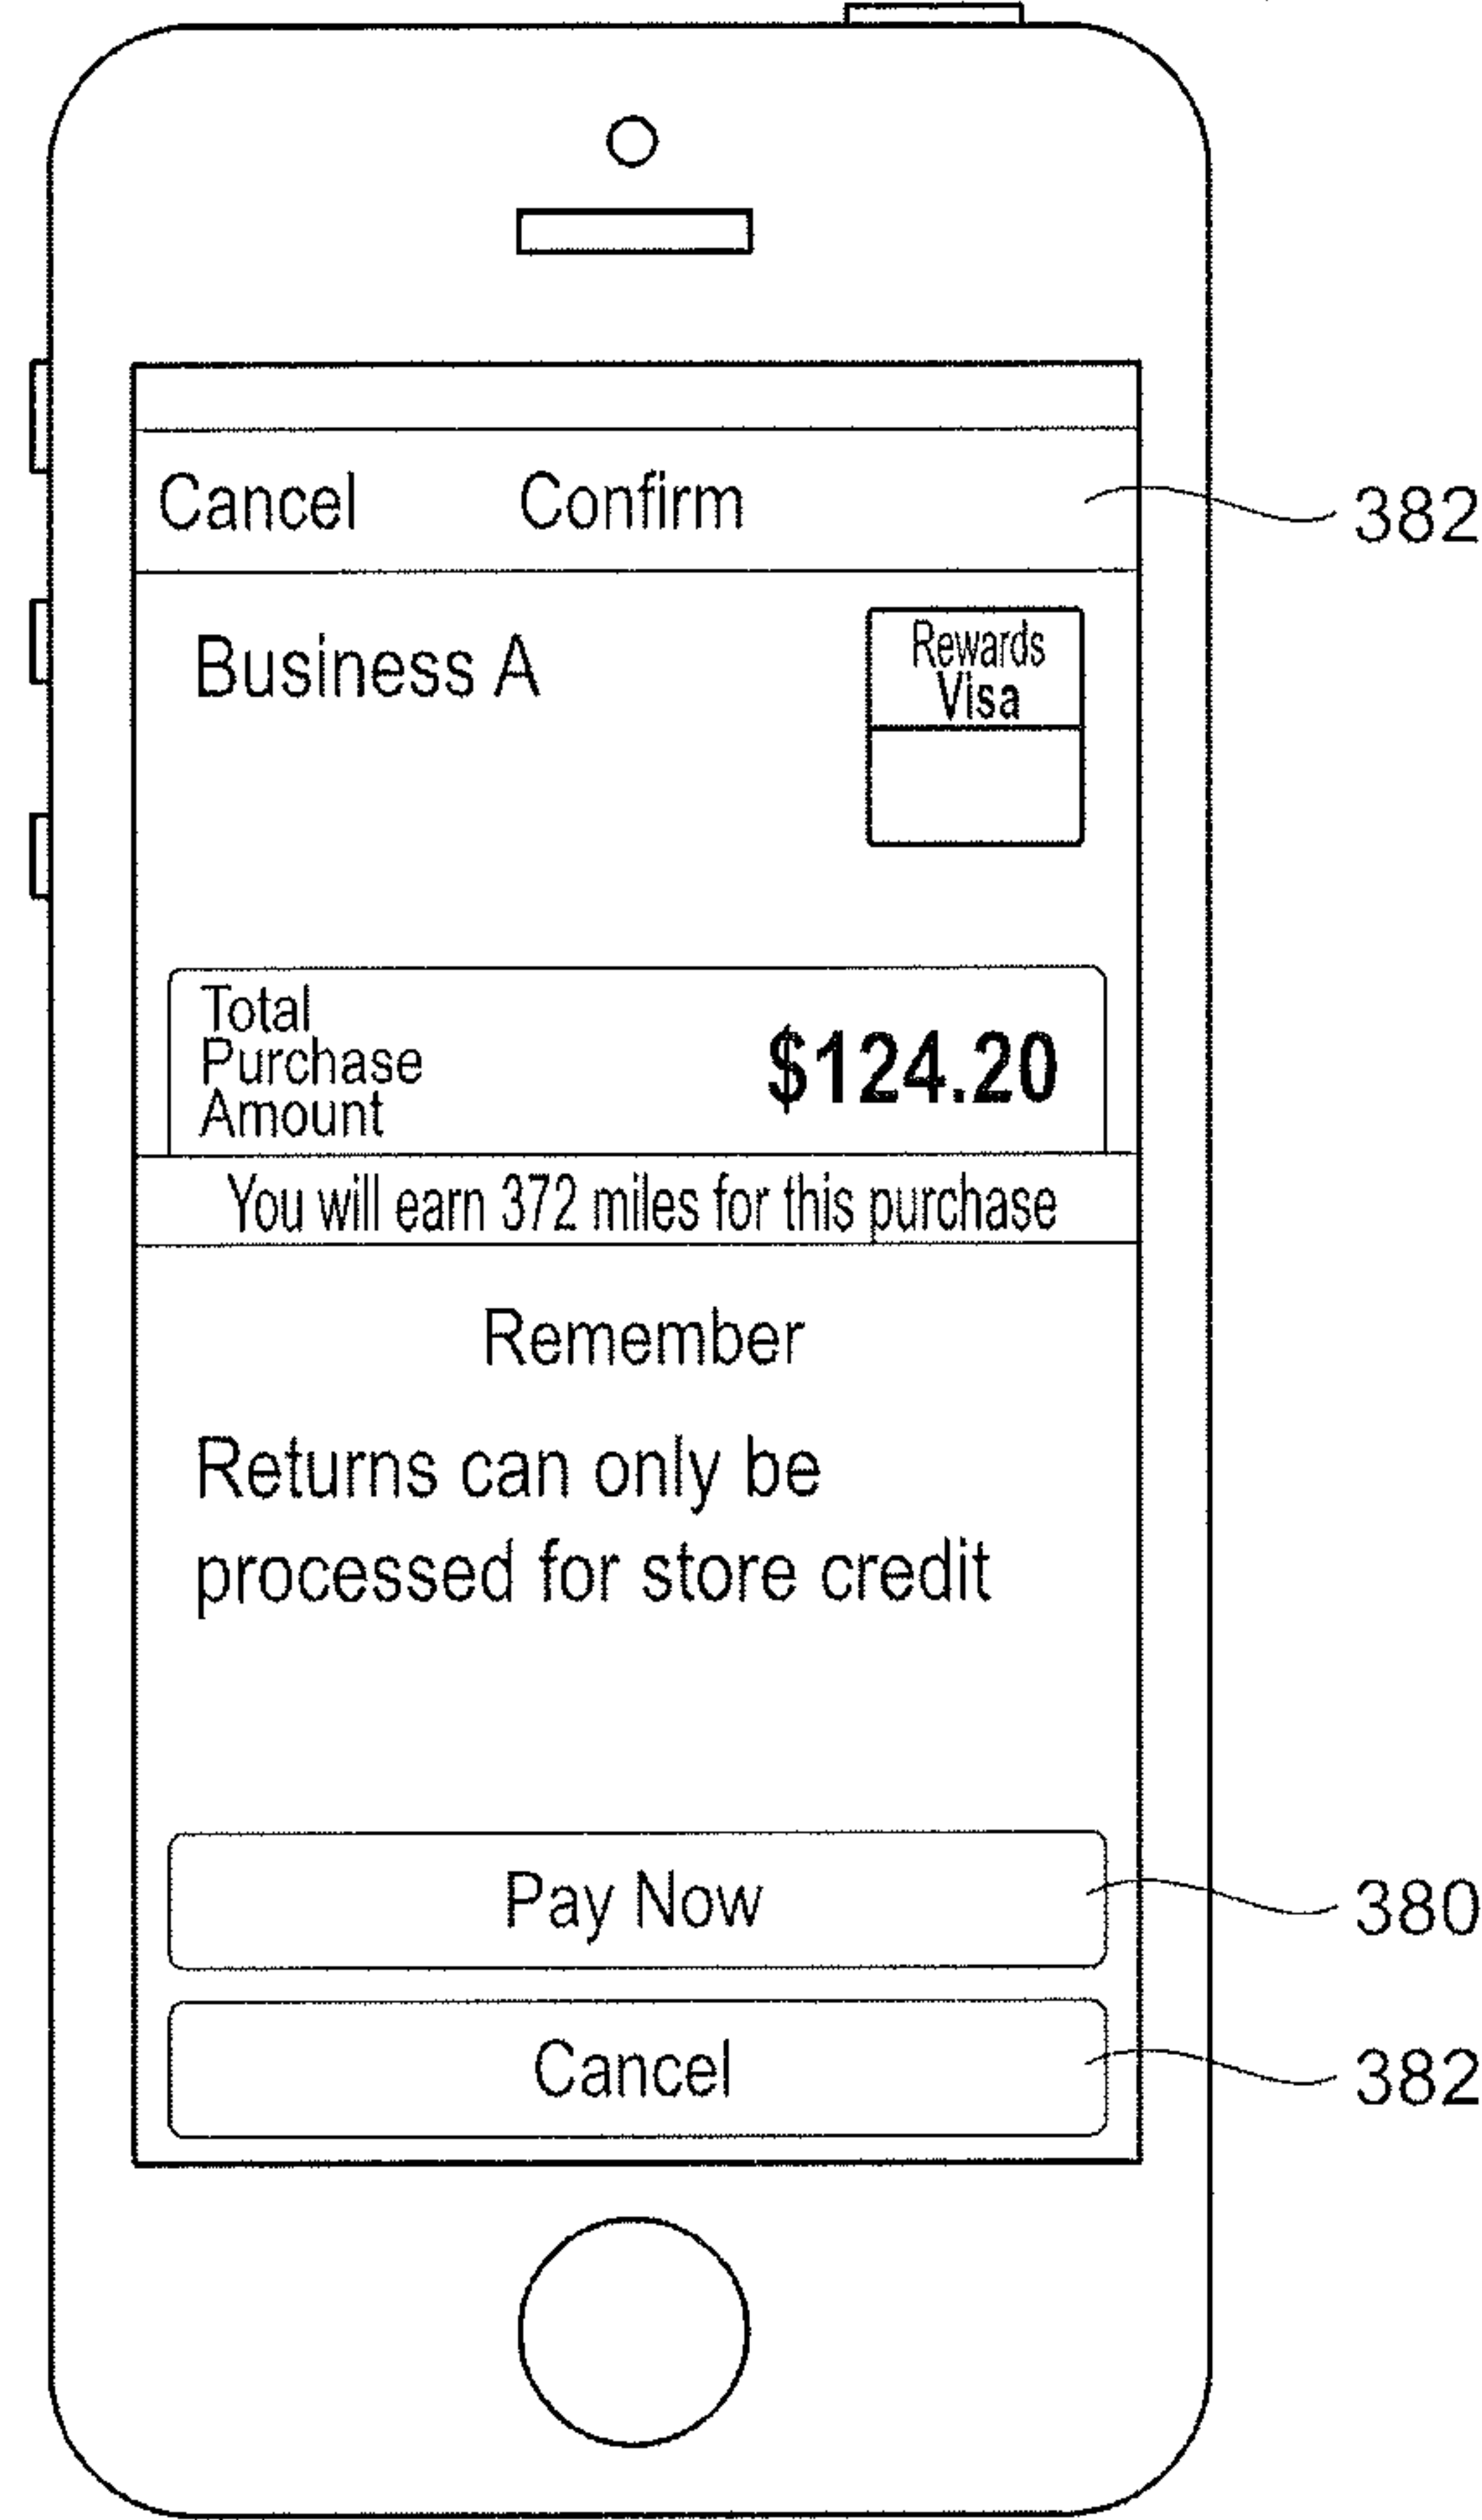 Cancel Confirm 382
Business A
Rewards
Visa
Total
Purchase
Amount
$124.20
You will earn 372 miles for this purchase
Remember
Returns can only be
processed for store credit
Pay Now 380
Cancel 382